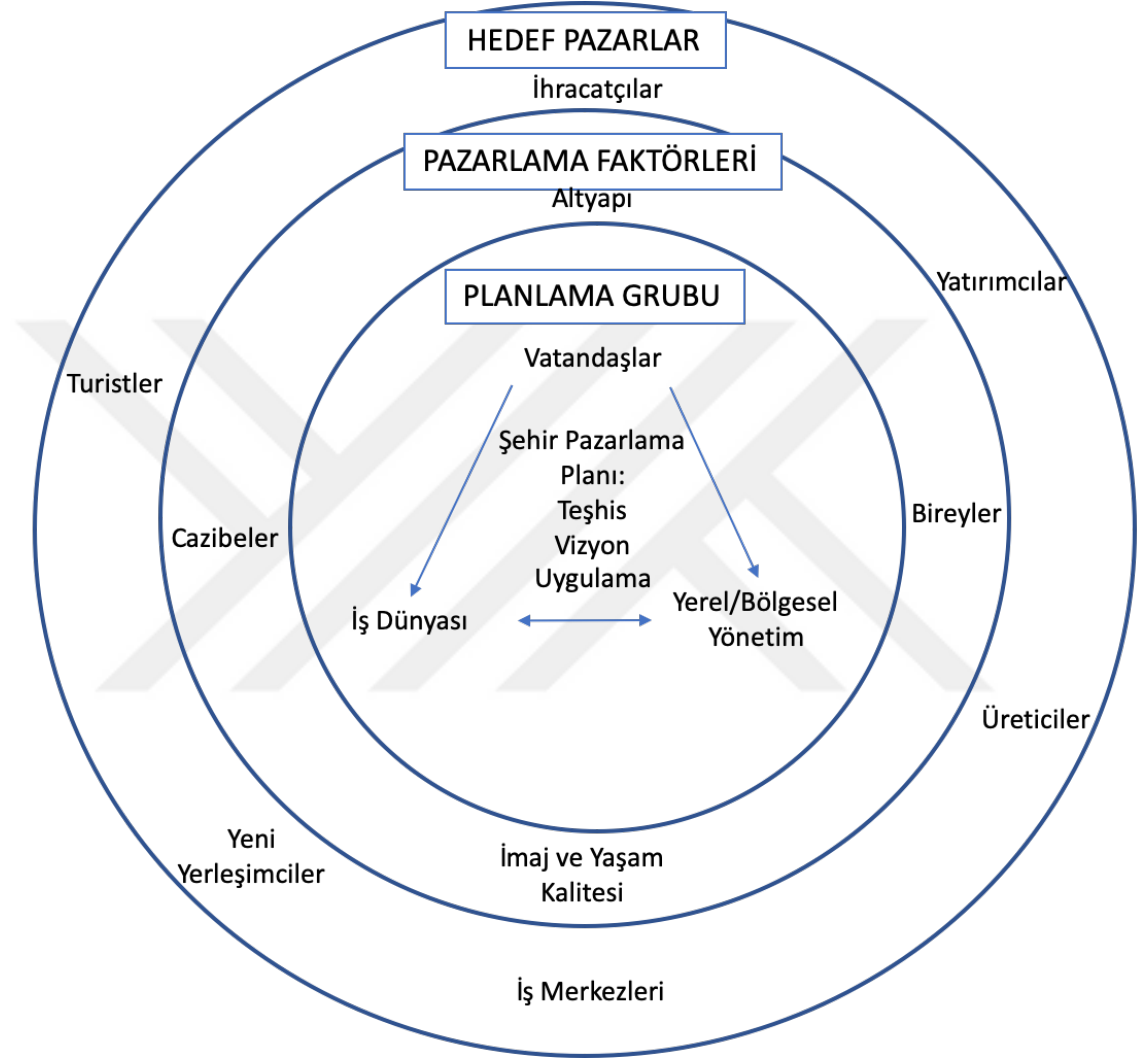 HEDEF PAZARLAR
İhracatçılar
PAZARLAMA FAKTÖRLERİ
Altyapı
Yatırımcılar
PLANLAMA GRUBU
Vatandaşlar
Turistler
Şehir Pazarlama
Planı:
Teşhis
Vizyon
Uygulama
Bireyler
Cazibeler
İş Dünyası
Yerel/Bölgesel
Yönetim
Üreticiler
Yeni
Yerleşimciler
İmaj ve Yaşam
Kalitesi
İş Merkezleri